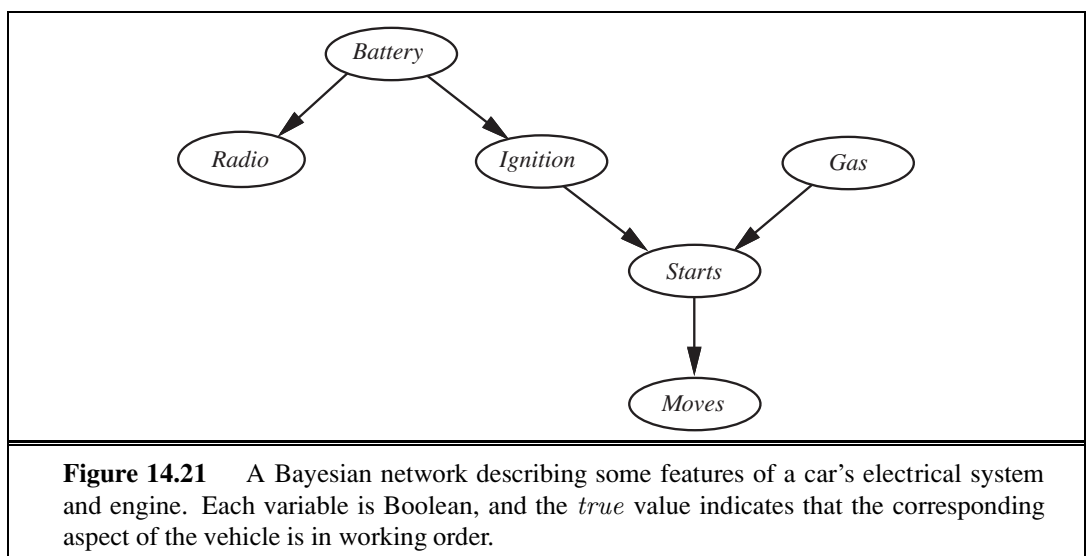 Battery
Radio
Ignition
Gas
Starts
Moves
Figure 14.21 A Bayesian network describing some features of a car's electrical system
and engine. Each variable is Boolean, and the true value indicates that the corresponding
aspect of the vehicle is in working order.